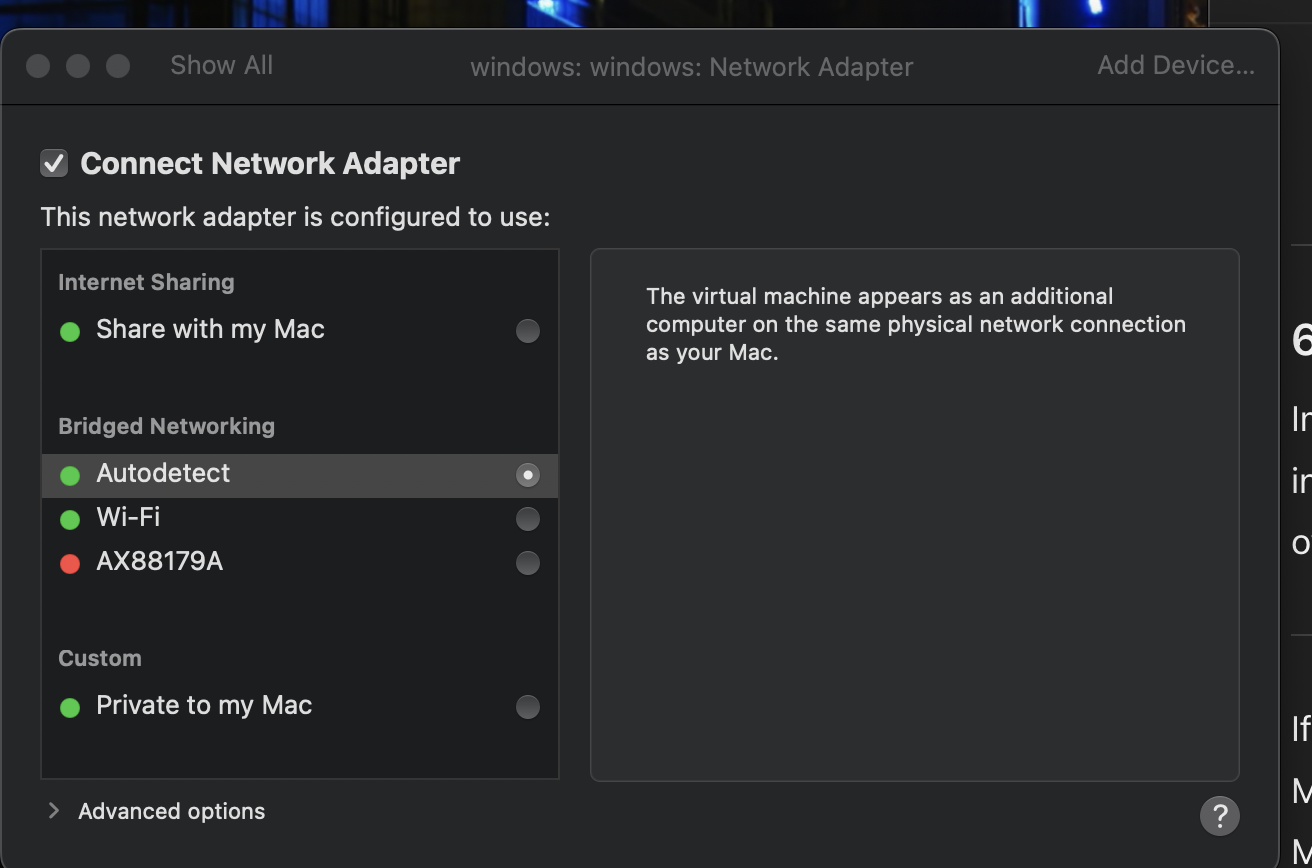 Show All
windows: windows: Network Adapter
Add Device...
Connect Network Adapter
This network adapter is configured to use:
Internet Sharing
Share with my Mac
Bridged Networking
Autodetect
Wi-Fi
AX88179A
Custom
Private to my Mac
The virtual machine appears as an additional
computer on the same physical network connection
as your Mac.
Advanced options
?
6
If